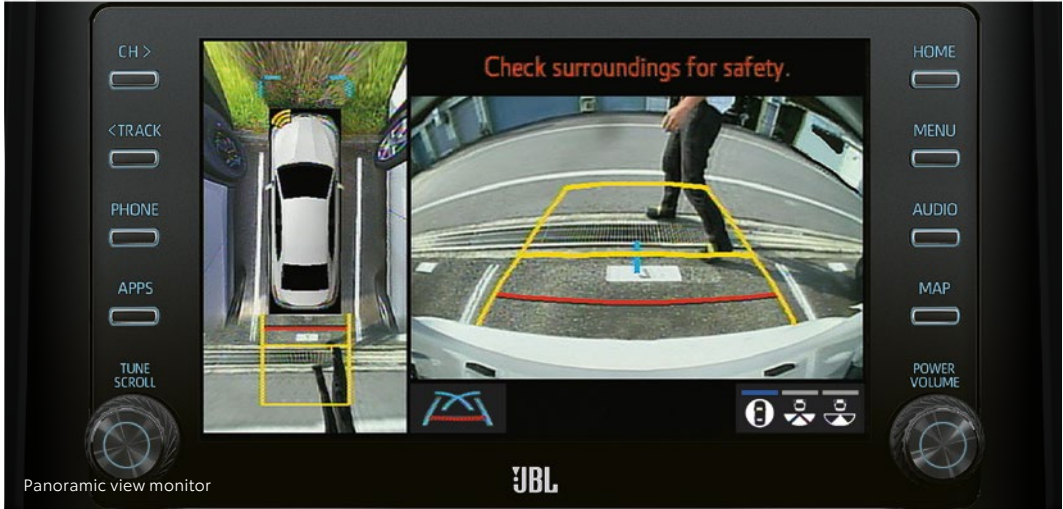 CH >
<TRACK
PHONE
APPS
TUNE
SCROLL
Check surroundings for safety.
HOME
MENU
AUDIO
MAP
POWER
VOLUME
JBL
Panoramic view monitor